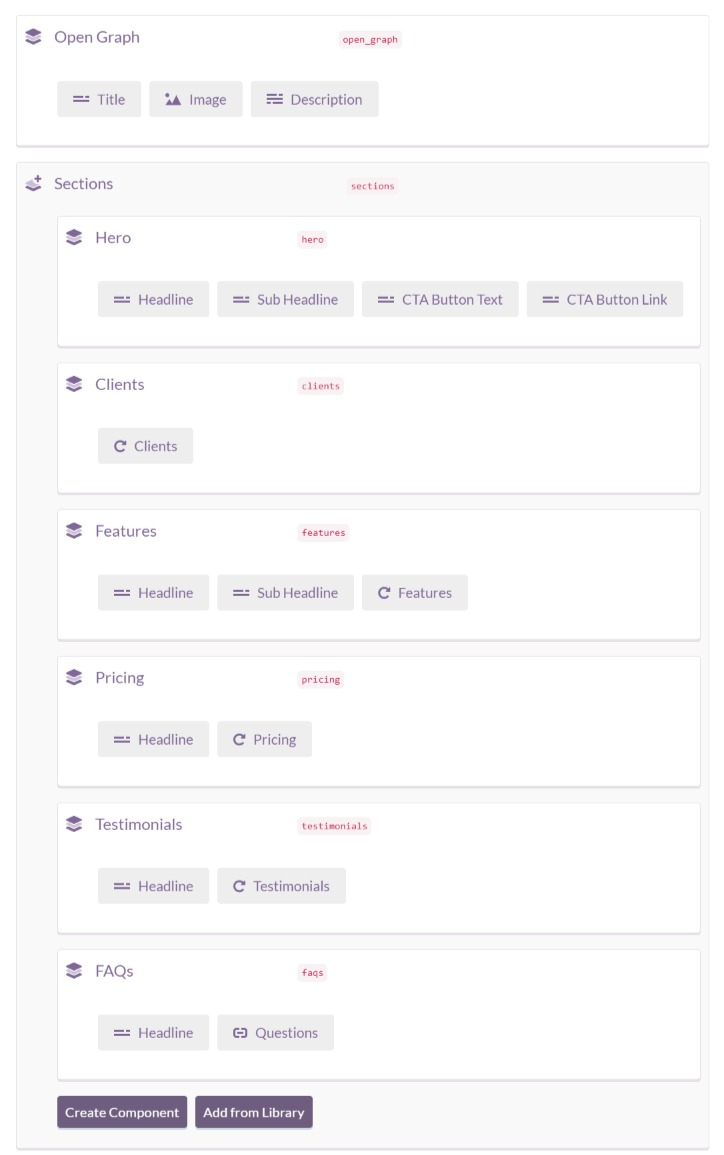 Open Graph open_graph
Title Image Description
Sections sections
Hero hero
Headline Sub Headline CTA Button Text CTA Button Link
Clients clients
Clients
Features features
Headline Sub Headline Features
Pricing pricing
Headline Pricing
Testimonials testimonials
Headline Testimonials
FAQs faqs
Headline Questions
Create Component Add from Library